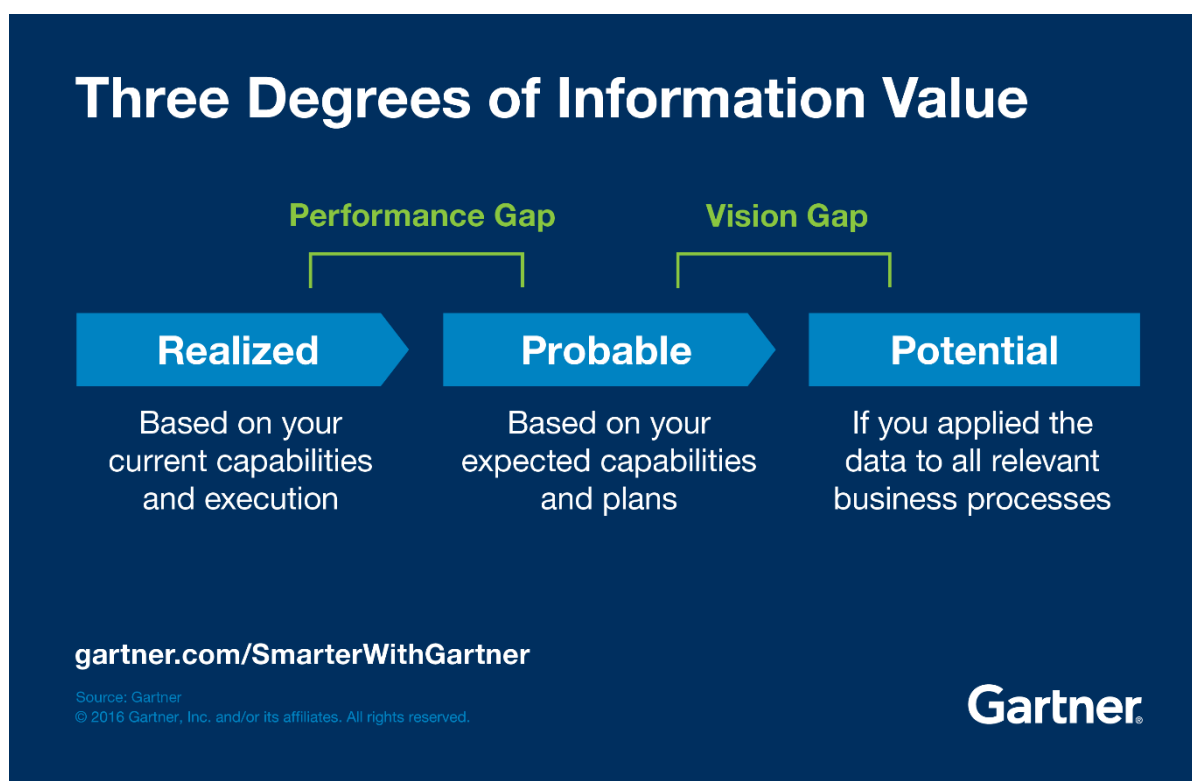 Three Degrees of Information Value
Performance Gap
Vision Gap
Realized
Probable
Potential
Based on your
current capabilities
and execution
Based on your
expected capabilities
and plans
If you applied the
data to all relevant
business processes
gartner.com/SmarterWithGartner
Source: Gartner
© 2016 Gartner, Inc. and/or its affiliates. All rights reserved.
Gartner®